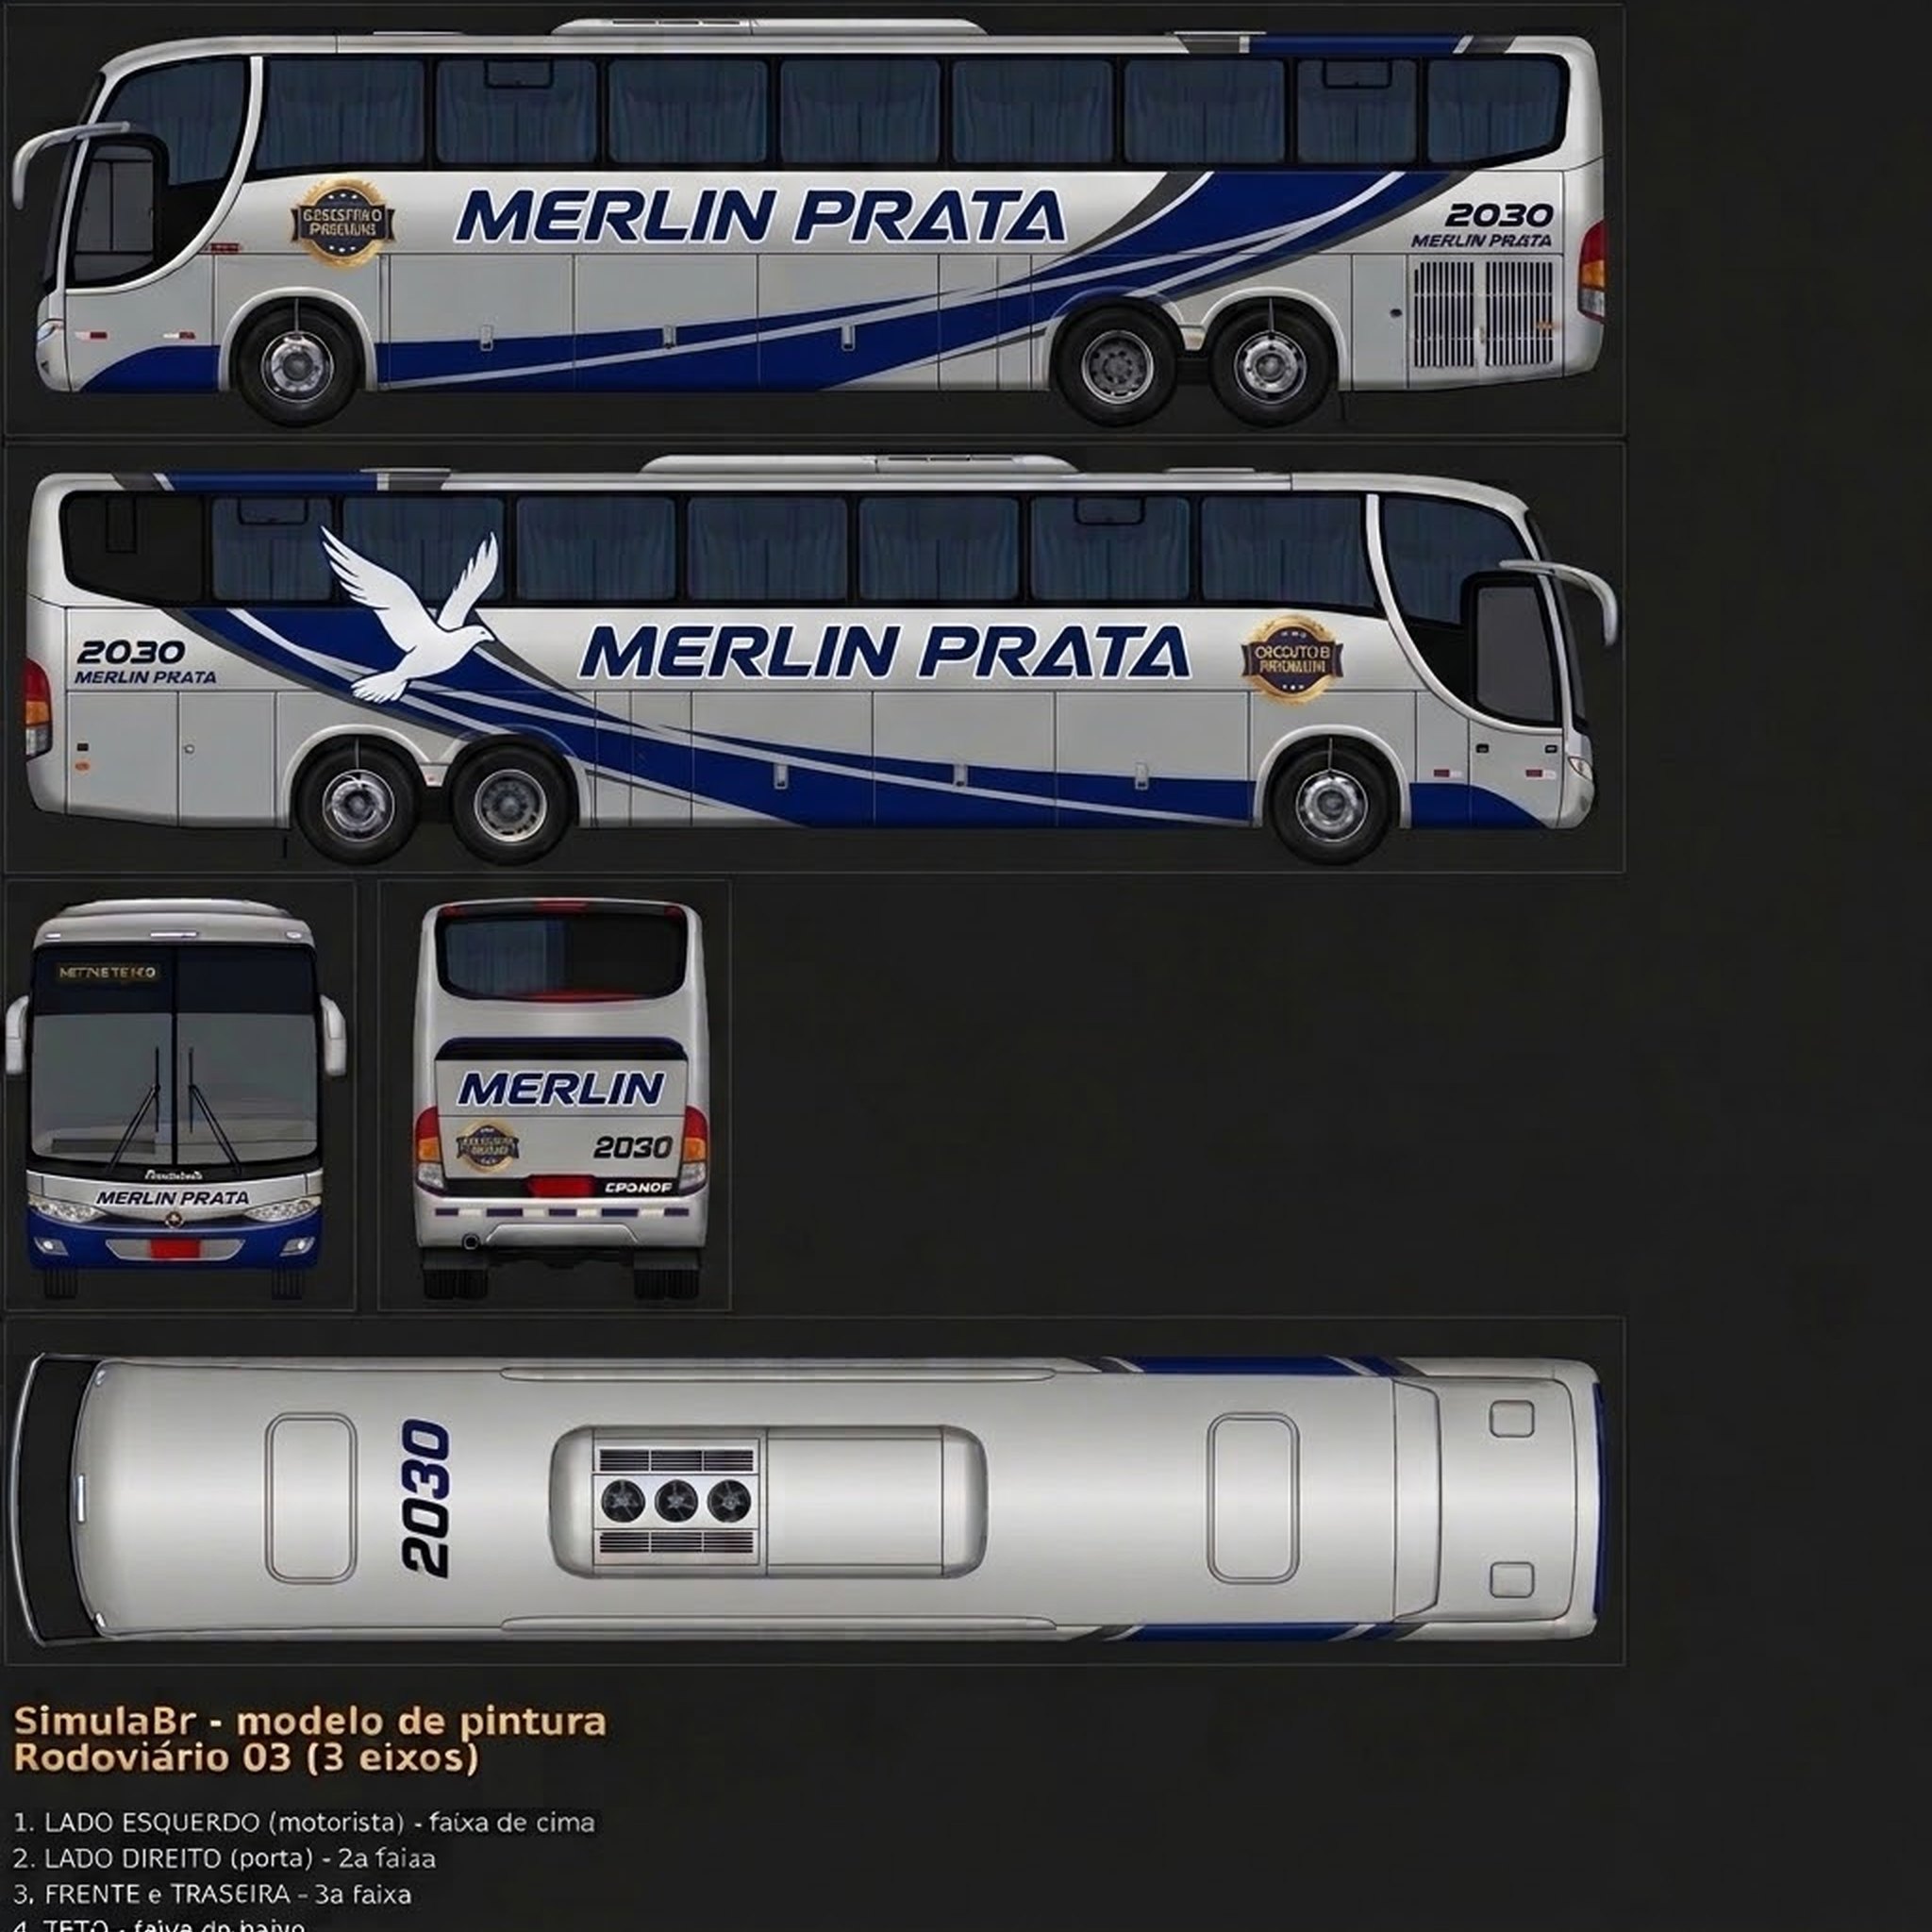 MERLIN PRATA
2030
MERLIN PRATA
2030
MERLIN PRATA
MERLIN PRATA
MERLIN PRATA
MERLIN
2030
2030
SimulaBr - modelo de pintura
Rodoviário 03 (3 eixos)
1. LADO ESQUERDO (motorista) - faixa de cima
2. LADO DIREITO (porta) - 2a faiaa
3. FRENTE e TRASEIRA - 3a faixa